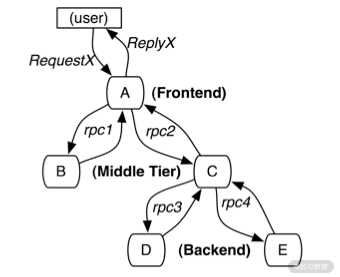 (user)
RequestX
ReplyX
A
(Frontend)
rpc1
rpc2
B
(Middle Tier)
C
rpc3
rpc4
D
(Backend)
E